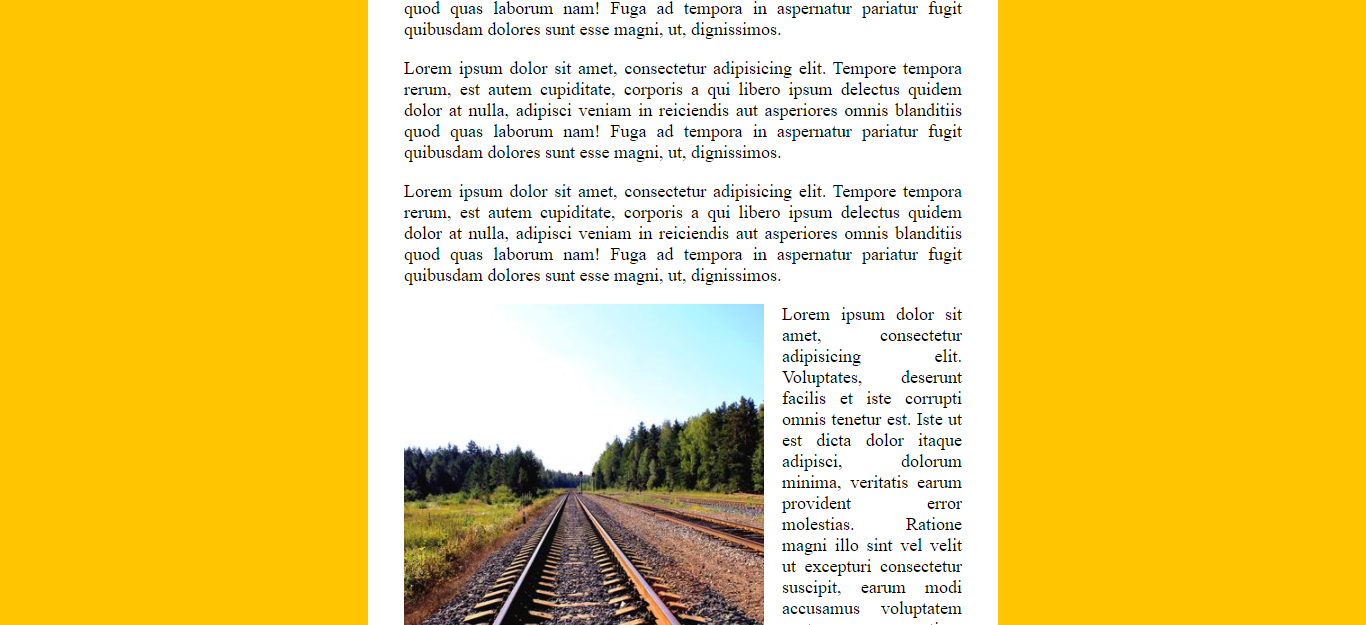 quod quas laborum nam! Fuga ad tempora in aspernatur pariatur fugit
quibusdam dolores sunt esse magni, ut, dignissimos.
Lorem ipsum dolor sit amet, consectetur adipisicing elit. Tempore tempora
rerum, est autem cupiditate, corporis a qui libero ipsum delectus quidem
dolor at nulla, adipisci veniam in reiciendis aut asperiores omnis blanditiis
quod quas laborum nam! Fuga ad tempora in aspernatur pariatur fugit
quibusdam dolores sunt esse magni, ut, dignissimos.
Lorem ipsum dolor sit amet, consectetur adipisicing elit. Tempore tempora
rerum, est autem cupiditate, corporis a qui libero ipsum delectus quidem
dolor at nulla, adipisci veniam in reiciendis aut asperiores omnis blanditiis
quod quas laborum nam! Fuga ad tempora in aspernatur pariatur fugit
quibusdam dolores sunt esse magni, ut, dignissimos.
Lorem ipsum dolor sit
amet, consectetur
adipisicing elit.
Voluptates, deserunt
facilis et iste corrupti
omnis tenetur est. Iste ut
est dicta dolor itaque
adipisci, dolorum
minima, veritatis earum
provident error
molestias. Ratione
magni illo sint vel velit
ut excepturi consectetur
suscipit, earum modi
accusamus voluptatem